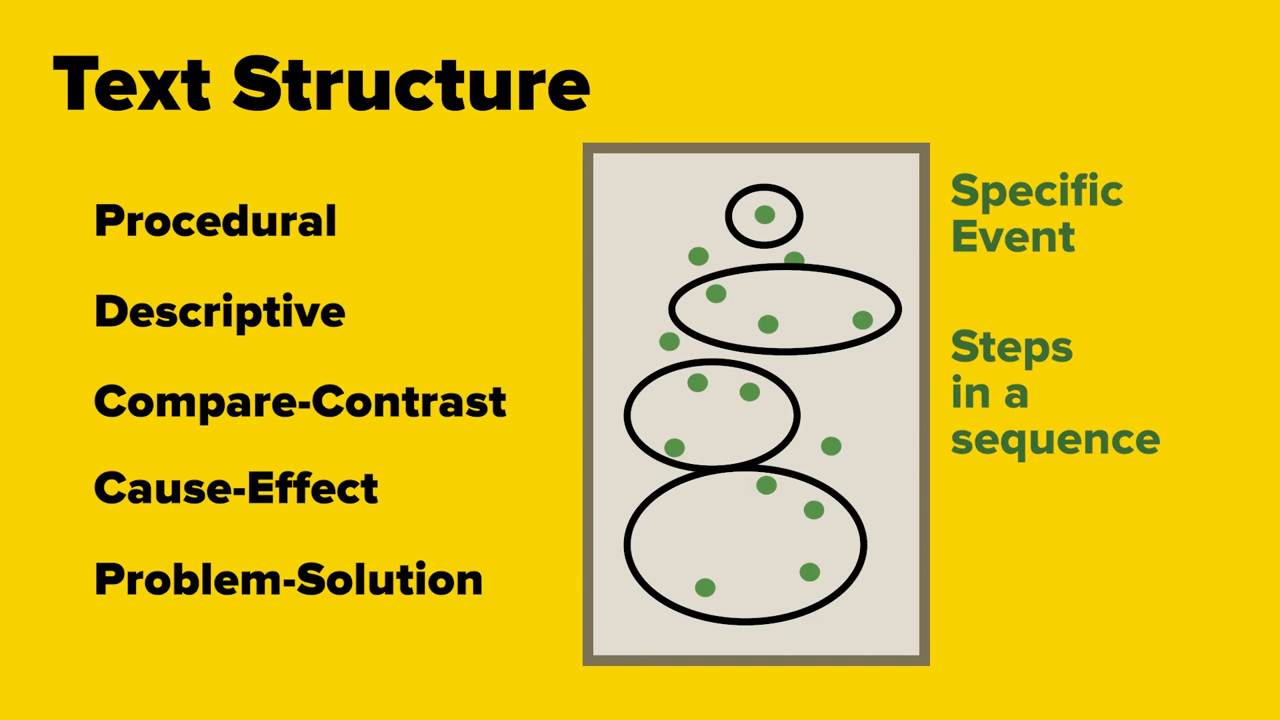 Text Structure
Procedural
Descriptive
Compare-Contrast
Cause-Effect
Problem-Solution
Specific
Event
Steps
in a
sequence